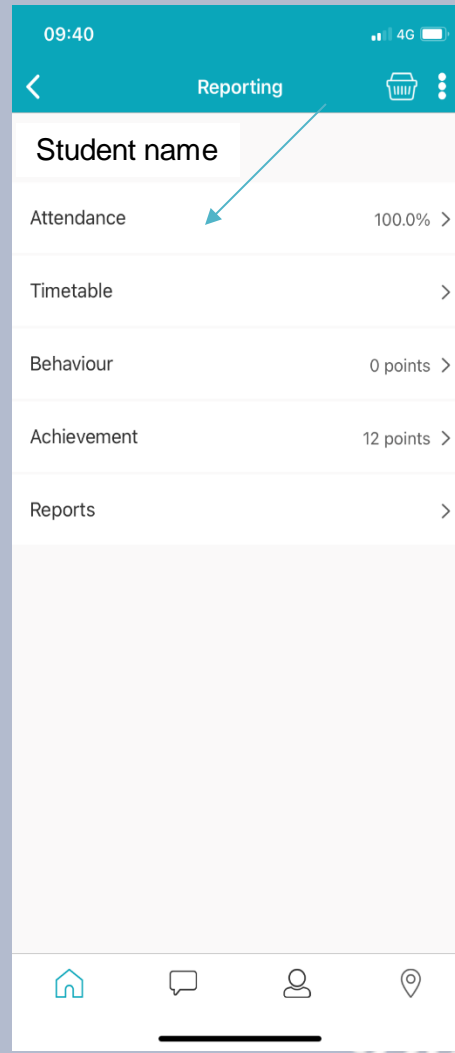 09:40 4G
Reporting
Student name
Attendance 100.0%
Timetable
Behaviour 0 points
Achievement 12 points
Reports